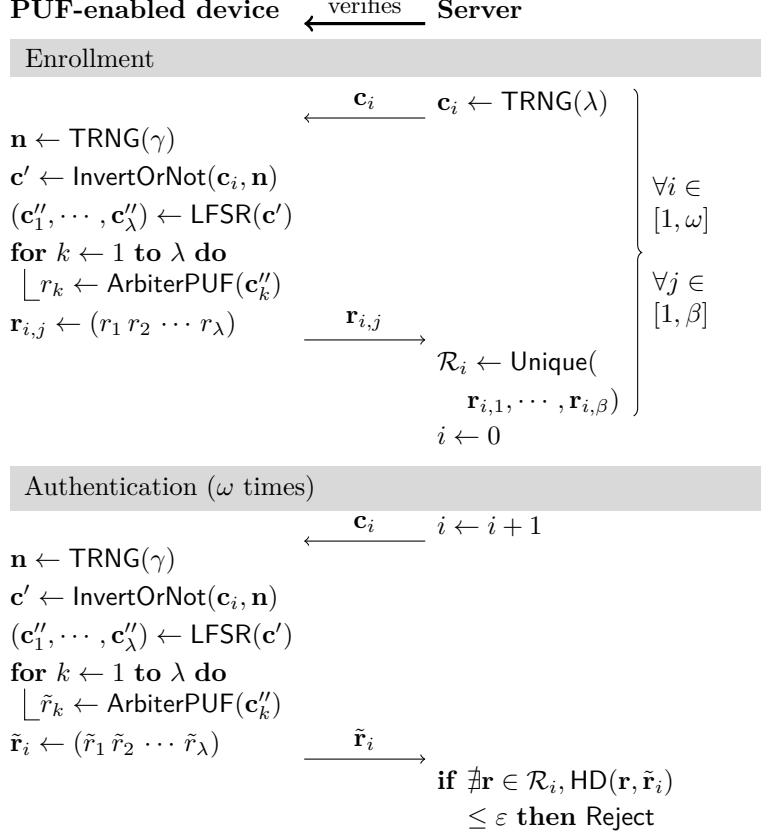 PUF-enabled device verifies Server
Enrollment
c_i c_i ← TRNG(λ)
n ← TRNG(γ)
c′ ← InvertOrNot(c_i, n)
(c″_1, ⋯ , c″_λ) ← LFSR(c′)
for k ← 1 to λ do
r_k ← ArbiterPUF(c″_k)
r_{i,j} ← (r_1 r_2 ⋯ r_λ) r_{i,j}
R_i ← Unique(
r_{i,1}, ⋯ , r_{i,β})
i ← 0
∀i ∈
[1, ω]
∀j ∈
[1, β]
Authentication (ω times)
c_i i ← i + 1
n ← TRNG(γ)
c′ ← InvertOrNot(c_i, n)
(c″_1, ⋯ , c″_λ) ← LFSR(c′)
for k ← 1 to λ do
r̃_k ← ArbiterPUF(c″_k)
r̃_i ← (r̃_1 r̃_2 ⋯ r̃_λ) r̃_i
if ∄r ∈ R_i, HD(r, r̃_i)
≤ ε then Reject